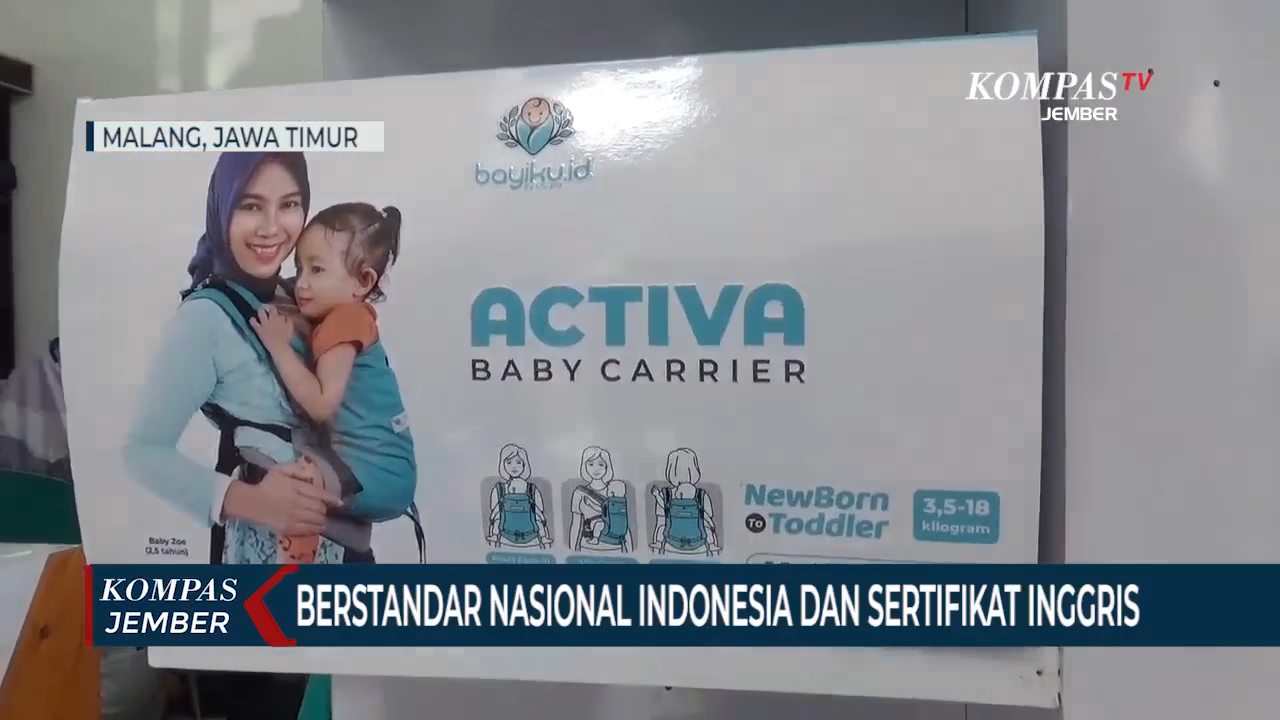 KOMPAS TV
JEMBER
MALANG, JAWA TIMUR
bayiku.id
ACTIVA
BABY CARRIER
NewBorn
To Toddler
3,5-18
kilogram
Baby Zoe
(2,5 tahun)
KOMPAS
JEMBER
BERSTANDAR NASIONAL INDONESIA DAN SERTIFIKAT INGGRIS